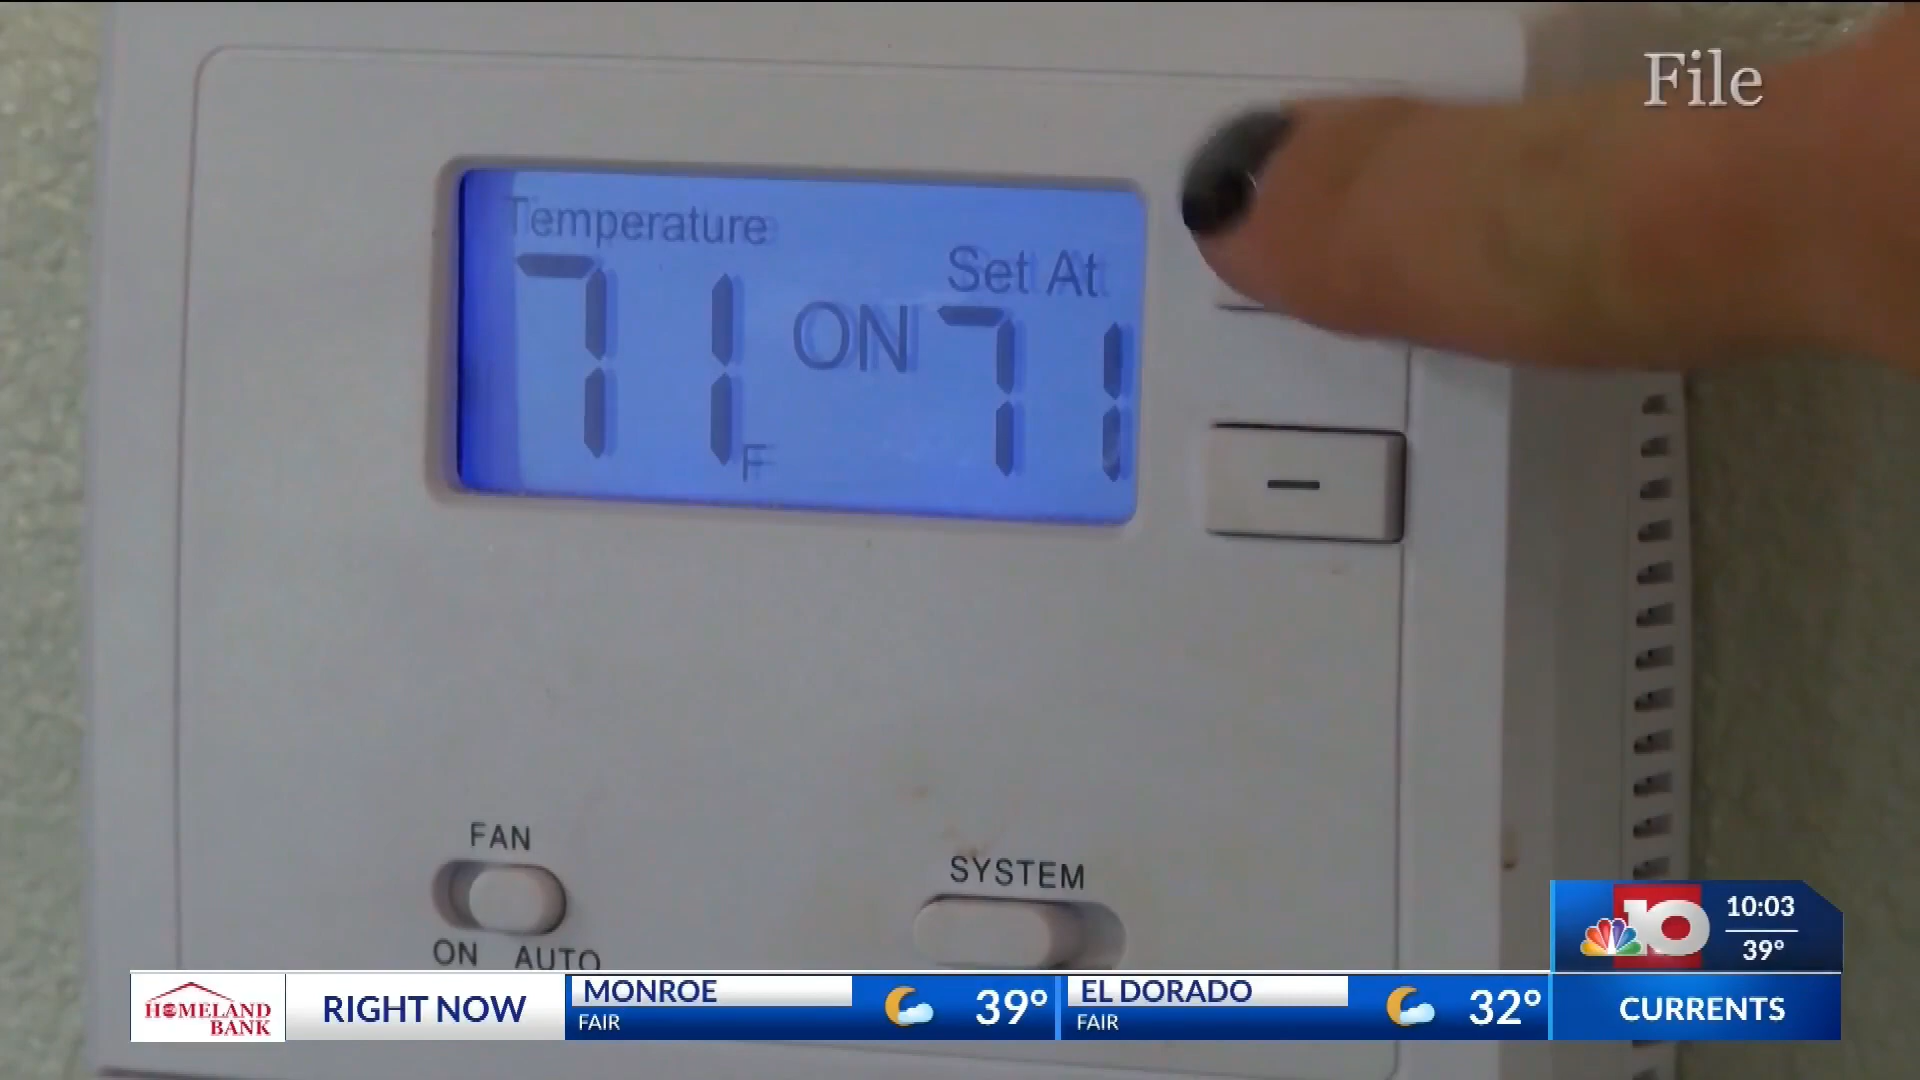 File
Temperature
Set At
71 F ON 71
–
FAN
ON AUTO
SYSTEM
10
10:03
39°
HOMELAND
BANK
RIGHT NOW
MONROE
FAIR
39°
EL DORADO
FAIR
32°
CURRENTS